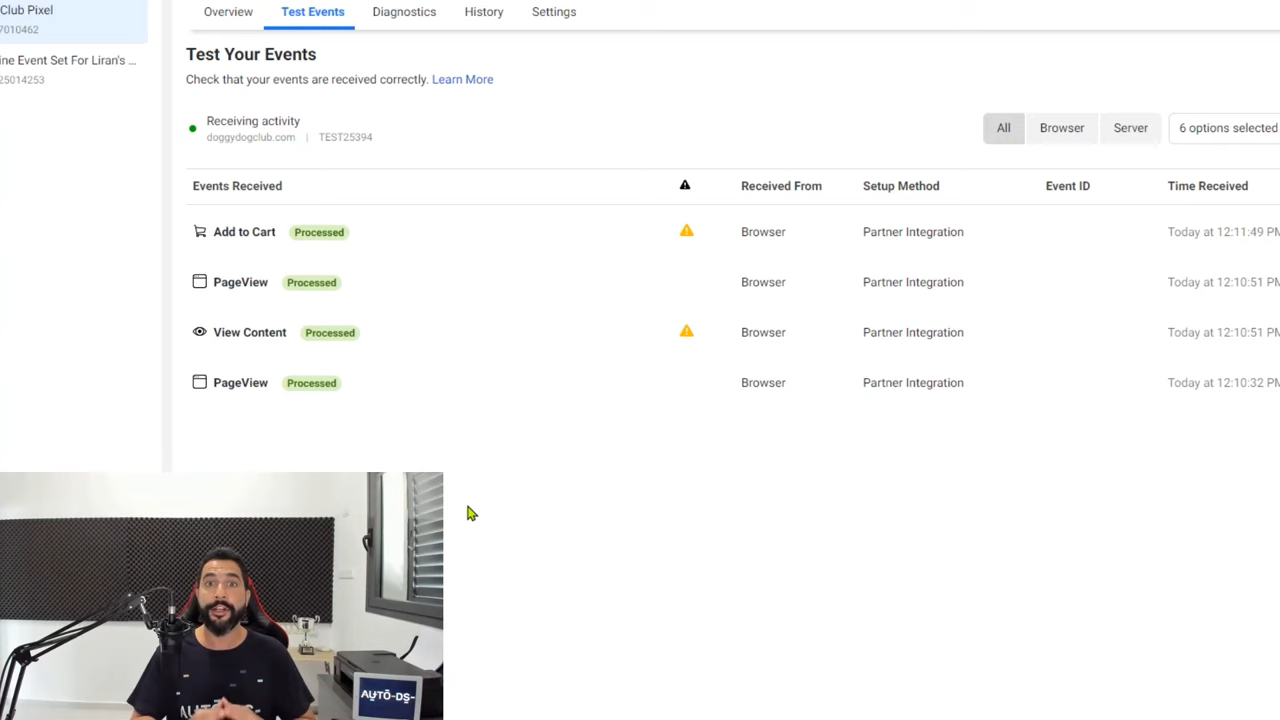 Club Pixel
7010462
ine Event Set For Liran's ...
25014253
Overview
Test Events
Diagnostics
History
Settings
Test Your Events
Check that your events are received correctly. Learn More
Receiving activity
doggydogclub.com | TEST25394
All
Browser
Server
6 options selected
Events Received
Received From
Setup Method
Event ID
Time Received
Add to Cart Processed Browser Partner Integration Today at 12:11:49 PM
PageView Processed Browser Partner Integration Today at 12:10:51 PM
View Content Processed Browser Partner Integration Today at 12:10:51 PM
PageView Processed Browser Partner Integration Today at 12:10:32 PM
AUTO-DS-
AUTO-DS-